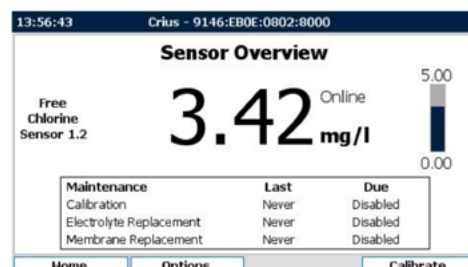 13:56:43 Crius - 9146:EB0E:0802:8000
Sensor Overview
5.00
Free
Chlorine
Sensor 1.2
3.42 Online
mg/l
0.00
Maintenance Last Due
Calibration Never Disabled
Electrolyte Replacement Never Disabled
Membrane Replacement Never Disabled
Home Options Calibrate